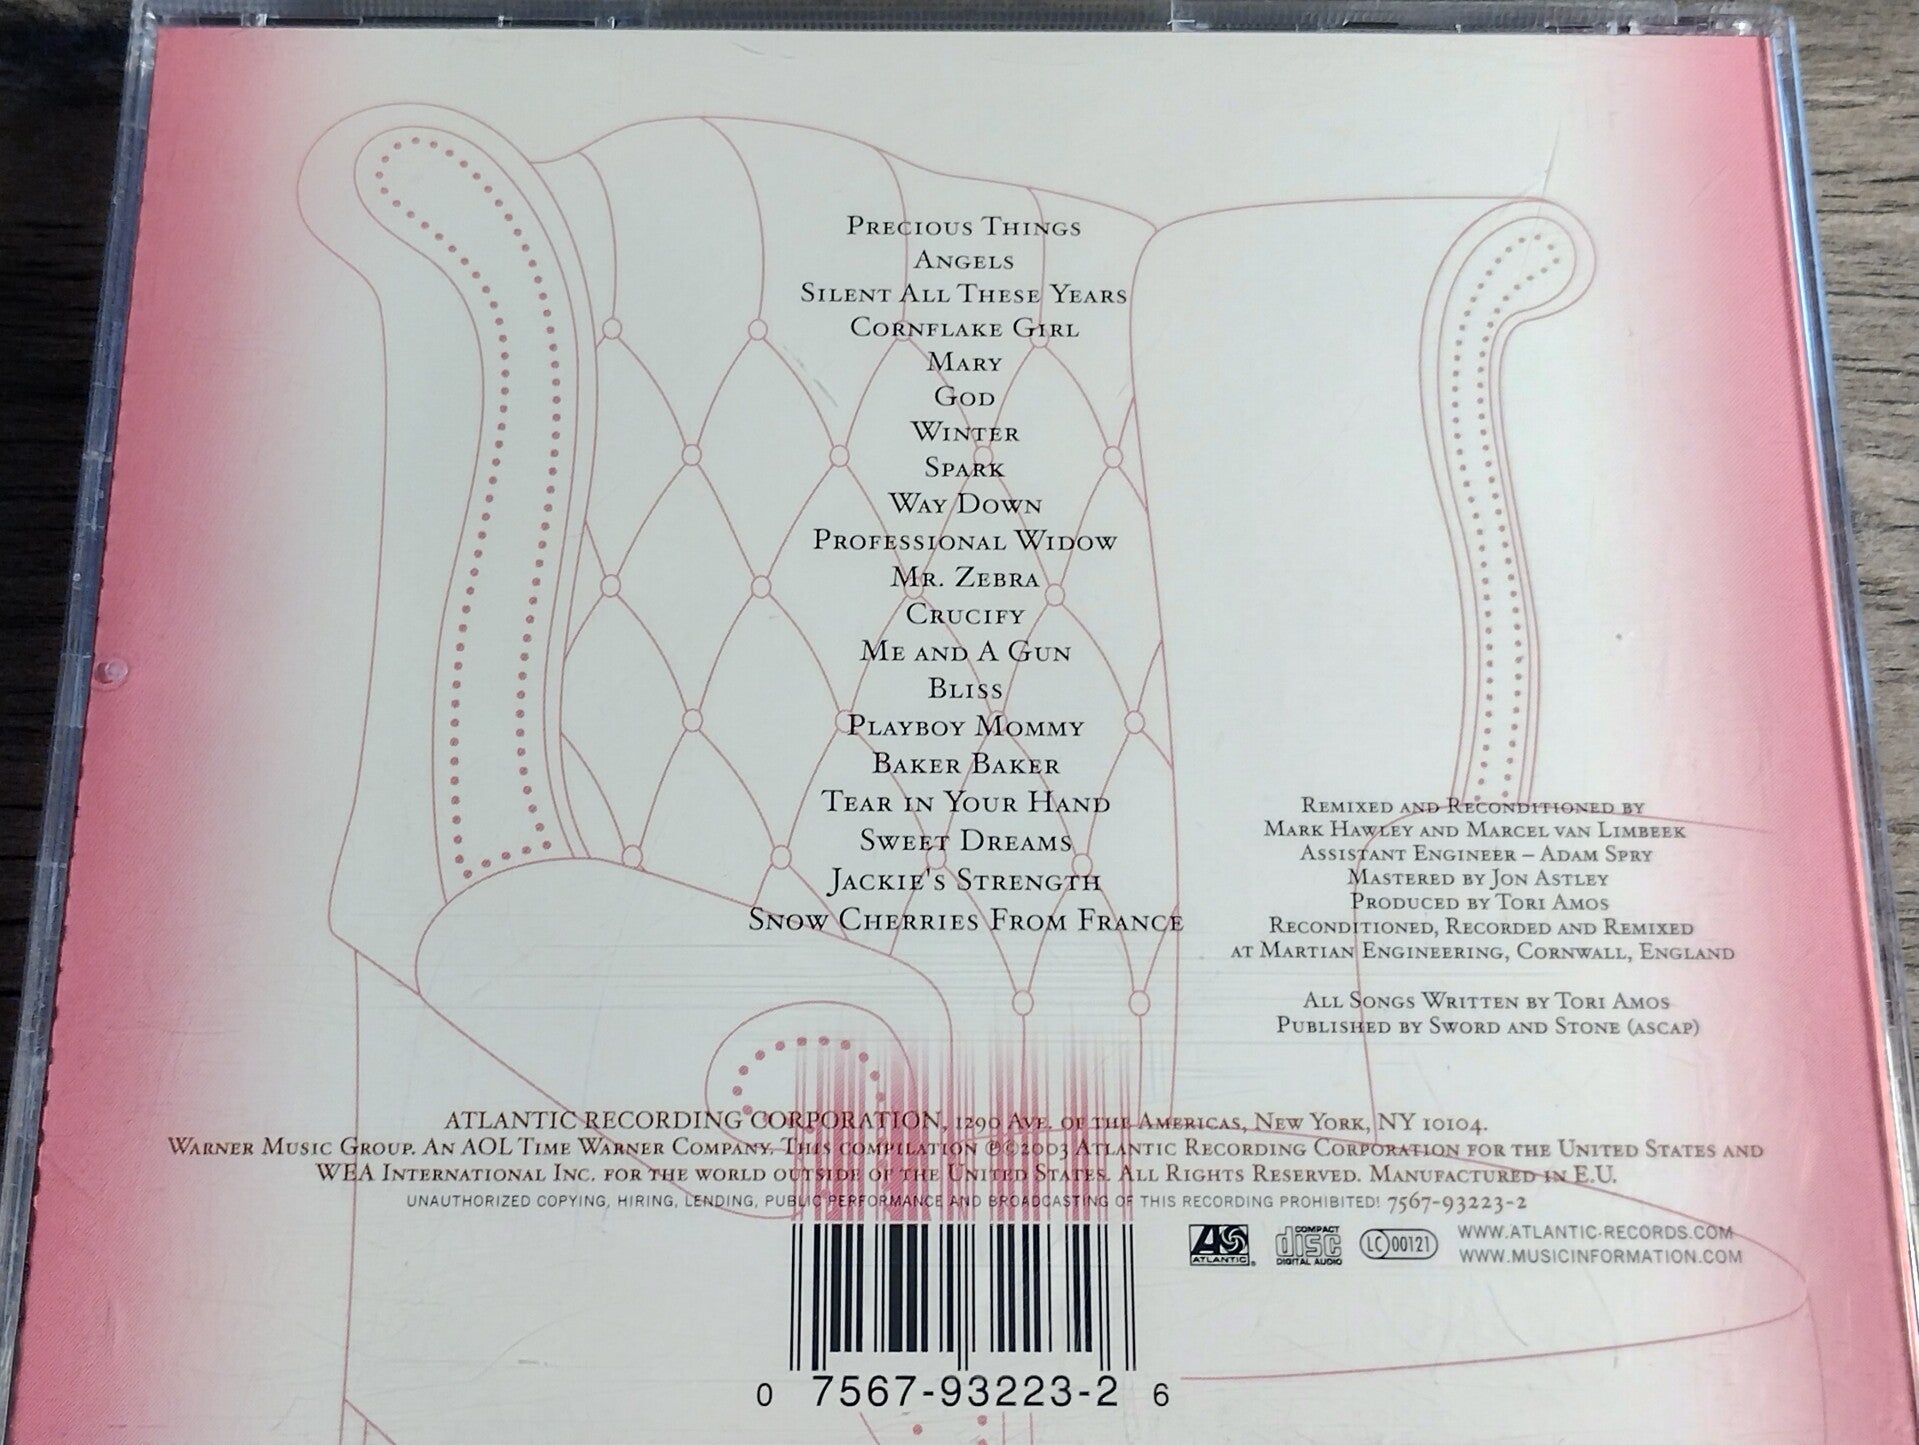 Precious Things
Angels
Silent All These Years
Cornflake Girl
Mary
God
Winter
Spark
Way Down
Professional Widow
Mr. Zebra
Crucify
Me and A Gun
Bliss
Playboy Mommy
Baker Baker
Tear in Your Hand
Sweet Dreams
Jackie's Strength
Snow Cherries From France
Remixed and Reconditioned by
Mark Hawley and Marcel van Limbeek
Assistant Engineer – Adam Spry
Mastered by Jon Astley
Produced by Tori Amos
Reconditioned, Recorded and Remixed
at Martian Engineering, Cornwall, England
All Songs Written by Tori Amos
Published by Sword and Stone (ASCAP)
ATLANTIC RECORDING CORPORATION, 1290 Ave. of the Americas, New York, NY 10104.
Warner Music Group. An AOL Time Warner Company. This compilation ℗©2003 Atlantic Recording Corporation for the United States and
WEA International Inc. for the world outside of the United States. All Rights Reserved. Manufactured in E.U.
UNAUTHORIZED COPYING, HIRING, LENDING, PUBLIC PERFORMANCE AND BROADCASTING OF THIS RECORDING PROHIBITED! 7567-93223-2
ATLANTIC®
COMPACT disc DIGITAL AUDIO
LC 00121
WWW.ATLANTIC-RECORDS.COM
WWW.MUSICINFORMATION.COM
0 7567-93223-2 6